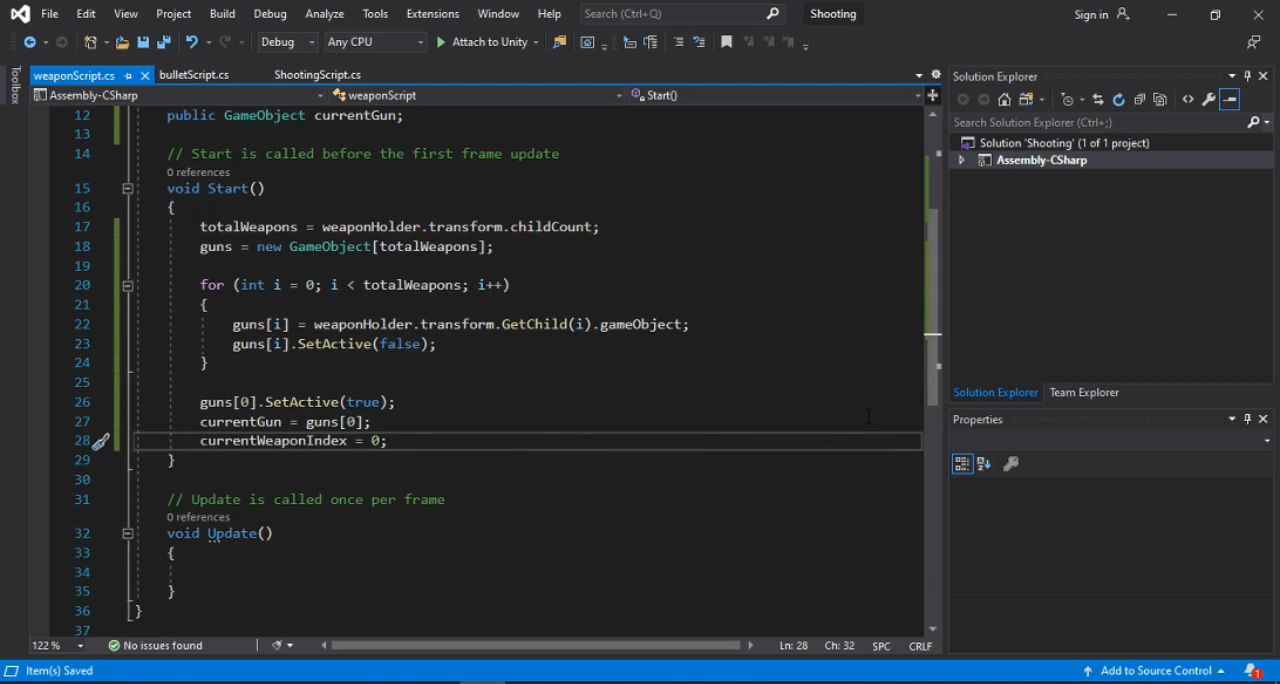 File Edit View Project Build Debug Analyze Tools Extensions Window Help Search (Ctrl+Q) Shooting Sign in
Debug Any CPU Attach to Unity
Toolbox
weaponScript.cs bulletScript.cs ShootingScript.cs
Assembly-CSharp weaponScript Start()
12 public GameObject currentGun;
13
14 // Start is called before the first frame update
0 references
15 void Start()
16 {
17 totalWeapons = weaponHolder.transform.childCount;
18 guns = new GameObject[totalWeapons];
19
20 for (int i = 0; i < totalWeapons; i++)
21 {
22 guns[i] = weaponHolder.transform.GetChild(i).gameObject;
23 guns[i].SetActive(false);
24 }
25
26 guns[0].SetActive(true);
27 currentGun = guns[0];
28 currentWeaponIndex = 0;
29 }
30
31 // Update is called once per frame
0 references
32 void Update()
33 {
34
35 }
36 }
37
122 % No issues found Ln: 28 Ch: 32 SPC CRLF
Solution Explorer
Search Solution Explorer (Ctrl+;)
Solution 'Shooting' (1 of 1 project)
Assembly-CSharp
Solution Explorer Team Explorer
Properties
Item(s) Saved Add to Source Control 1